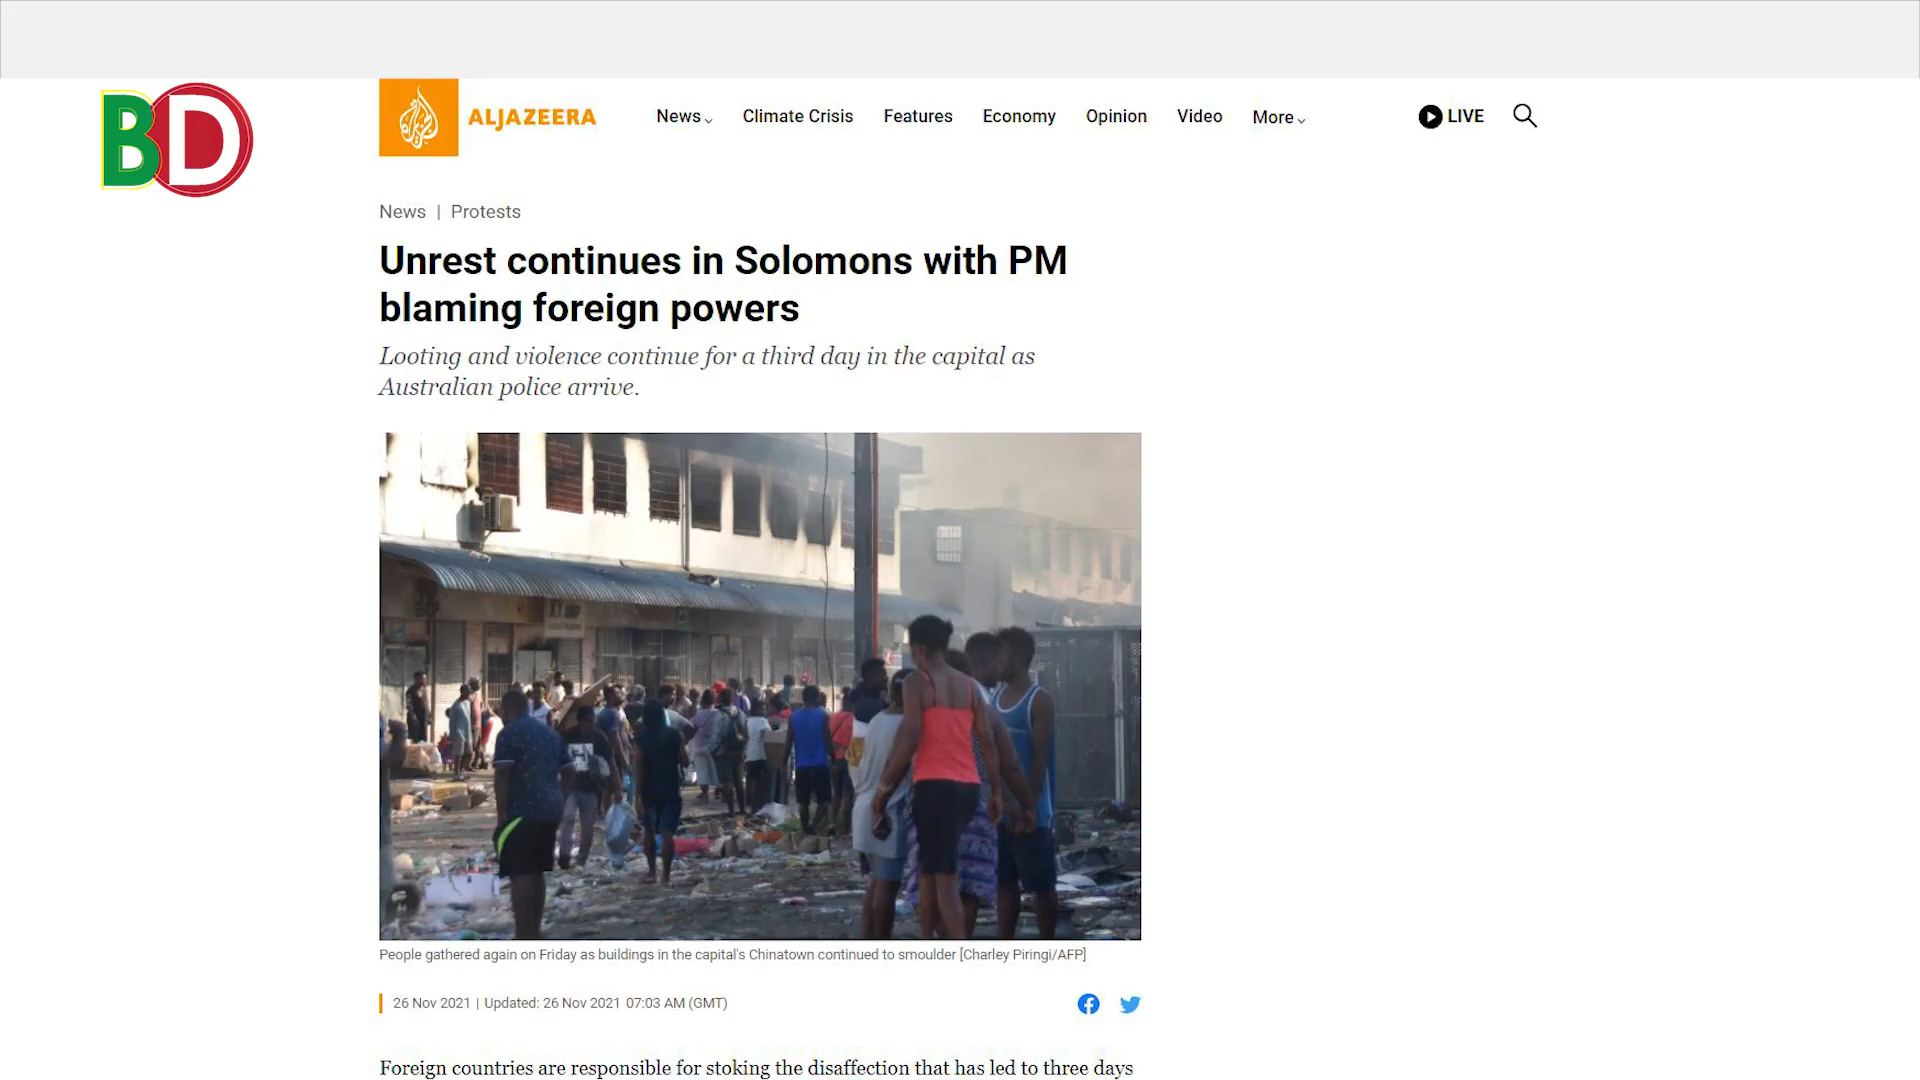 BD
ALJAZEERA
News
Climate Crisis
Features
Economy
Opinion
Video
More
LIVE
News | Protests
Unrest continues in Solomons with PM
blaming foreign powers
Looting and violence continue for a third day in the capital as
Australian police arrive.
People gathered again on Friday as buildings in the capital's Chinatown continued to smoulder [Charley Piringi/AFP]
26 Nov 2021 | Updated: 26 Nov 2021 07:03 AM (GMT)
Foreign countries are responsible for stoking the disaffection that has led to three days